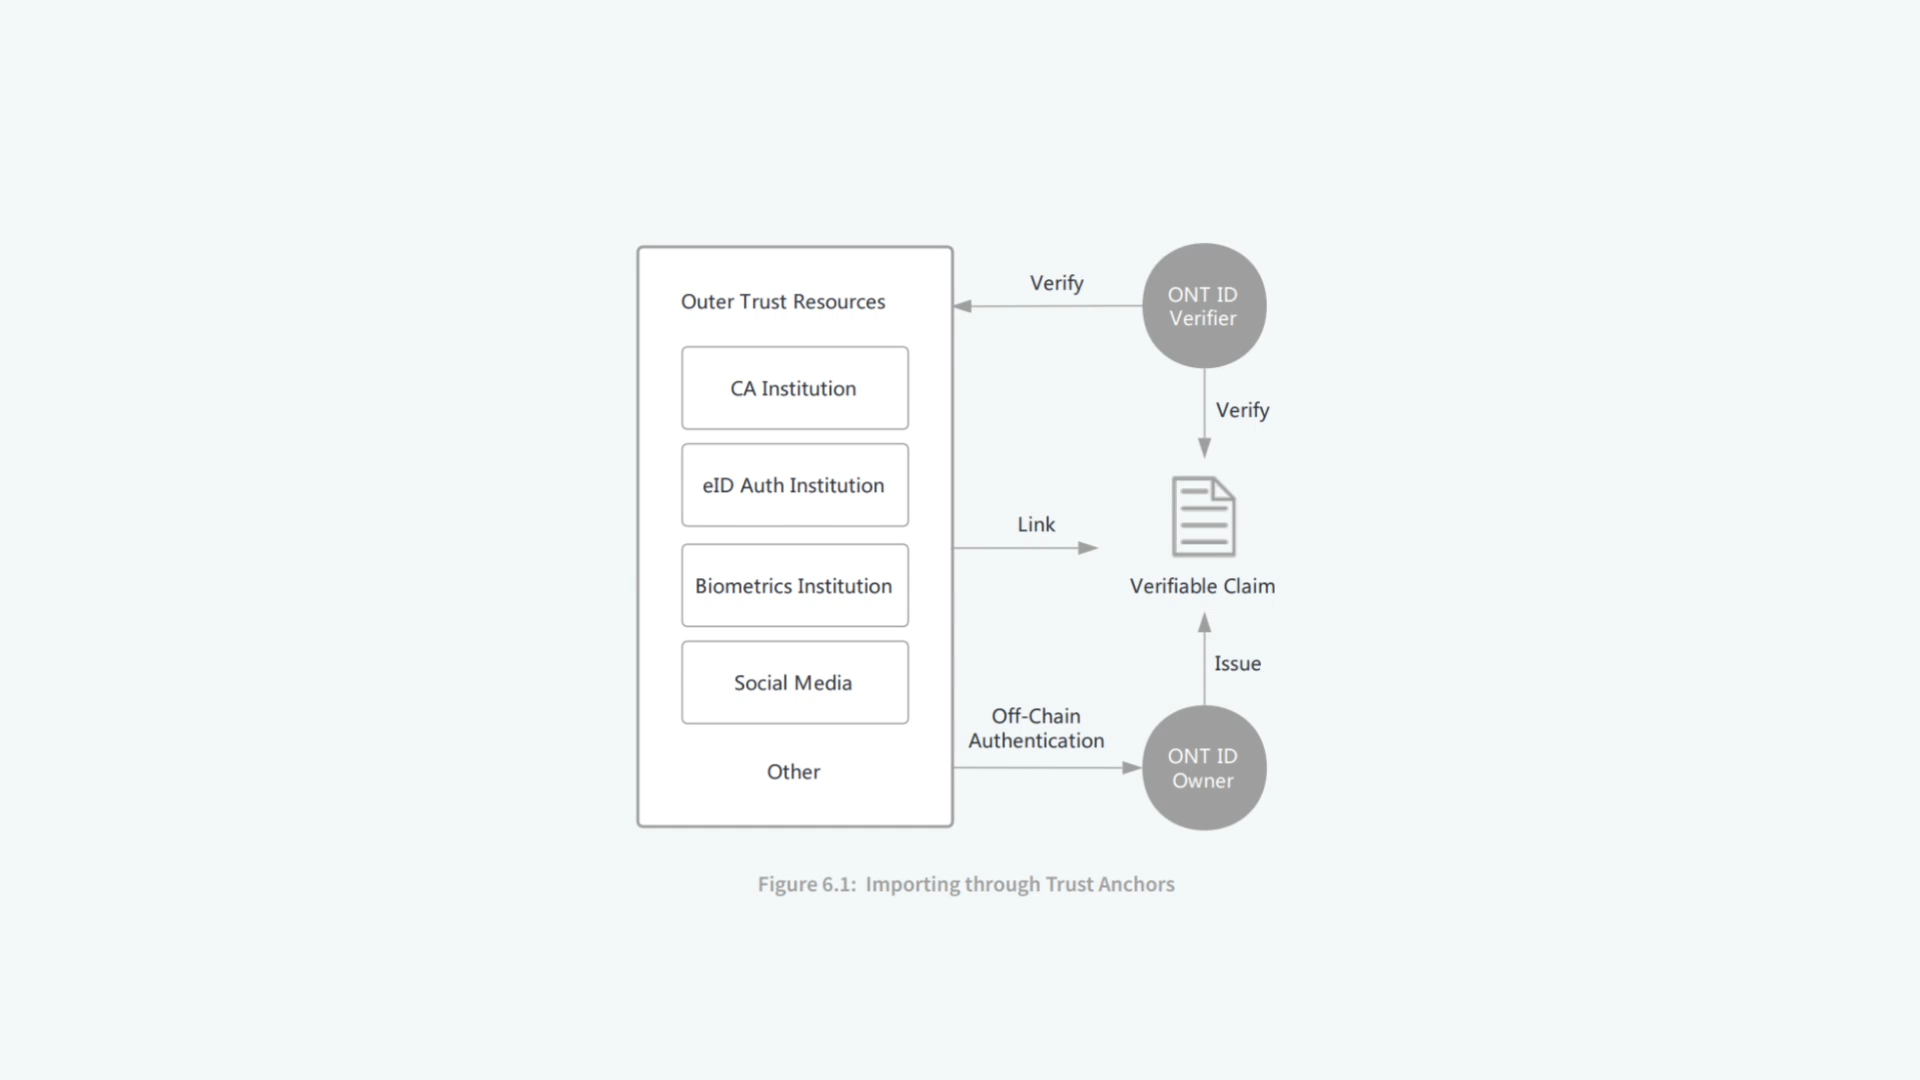 Outer Trust Resources
CA Institution
eID Auth Institution
Biometrics Institution
Social Media
Other
Verify
ONT ID
Verifier
Verify
Link
Verifiable Claim
Issue
Off-Chain
Authentication
ONT ID
Owner
Figure 6.1: Importing through Trust Anchors